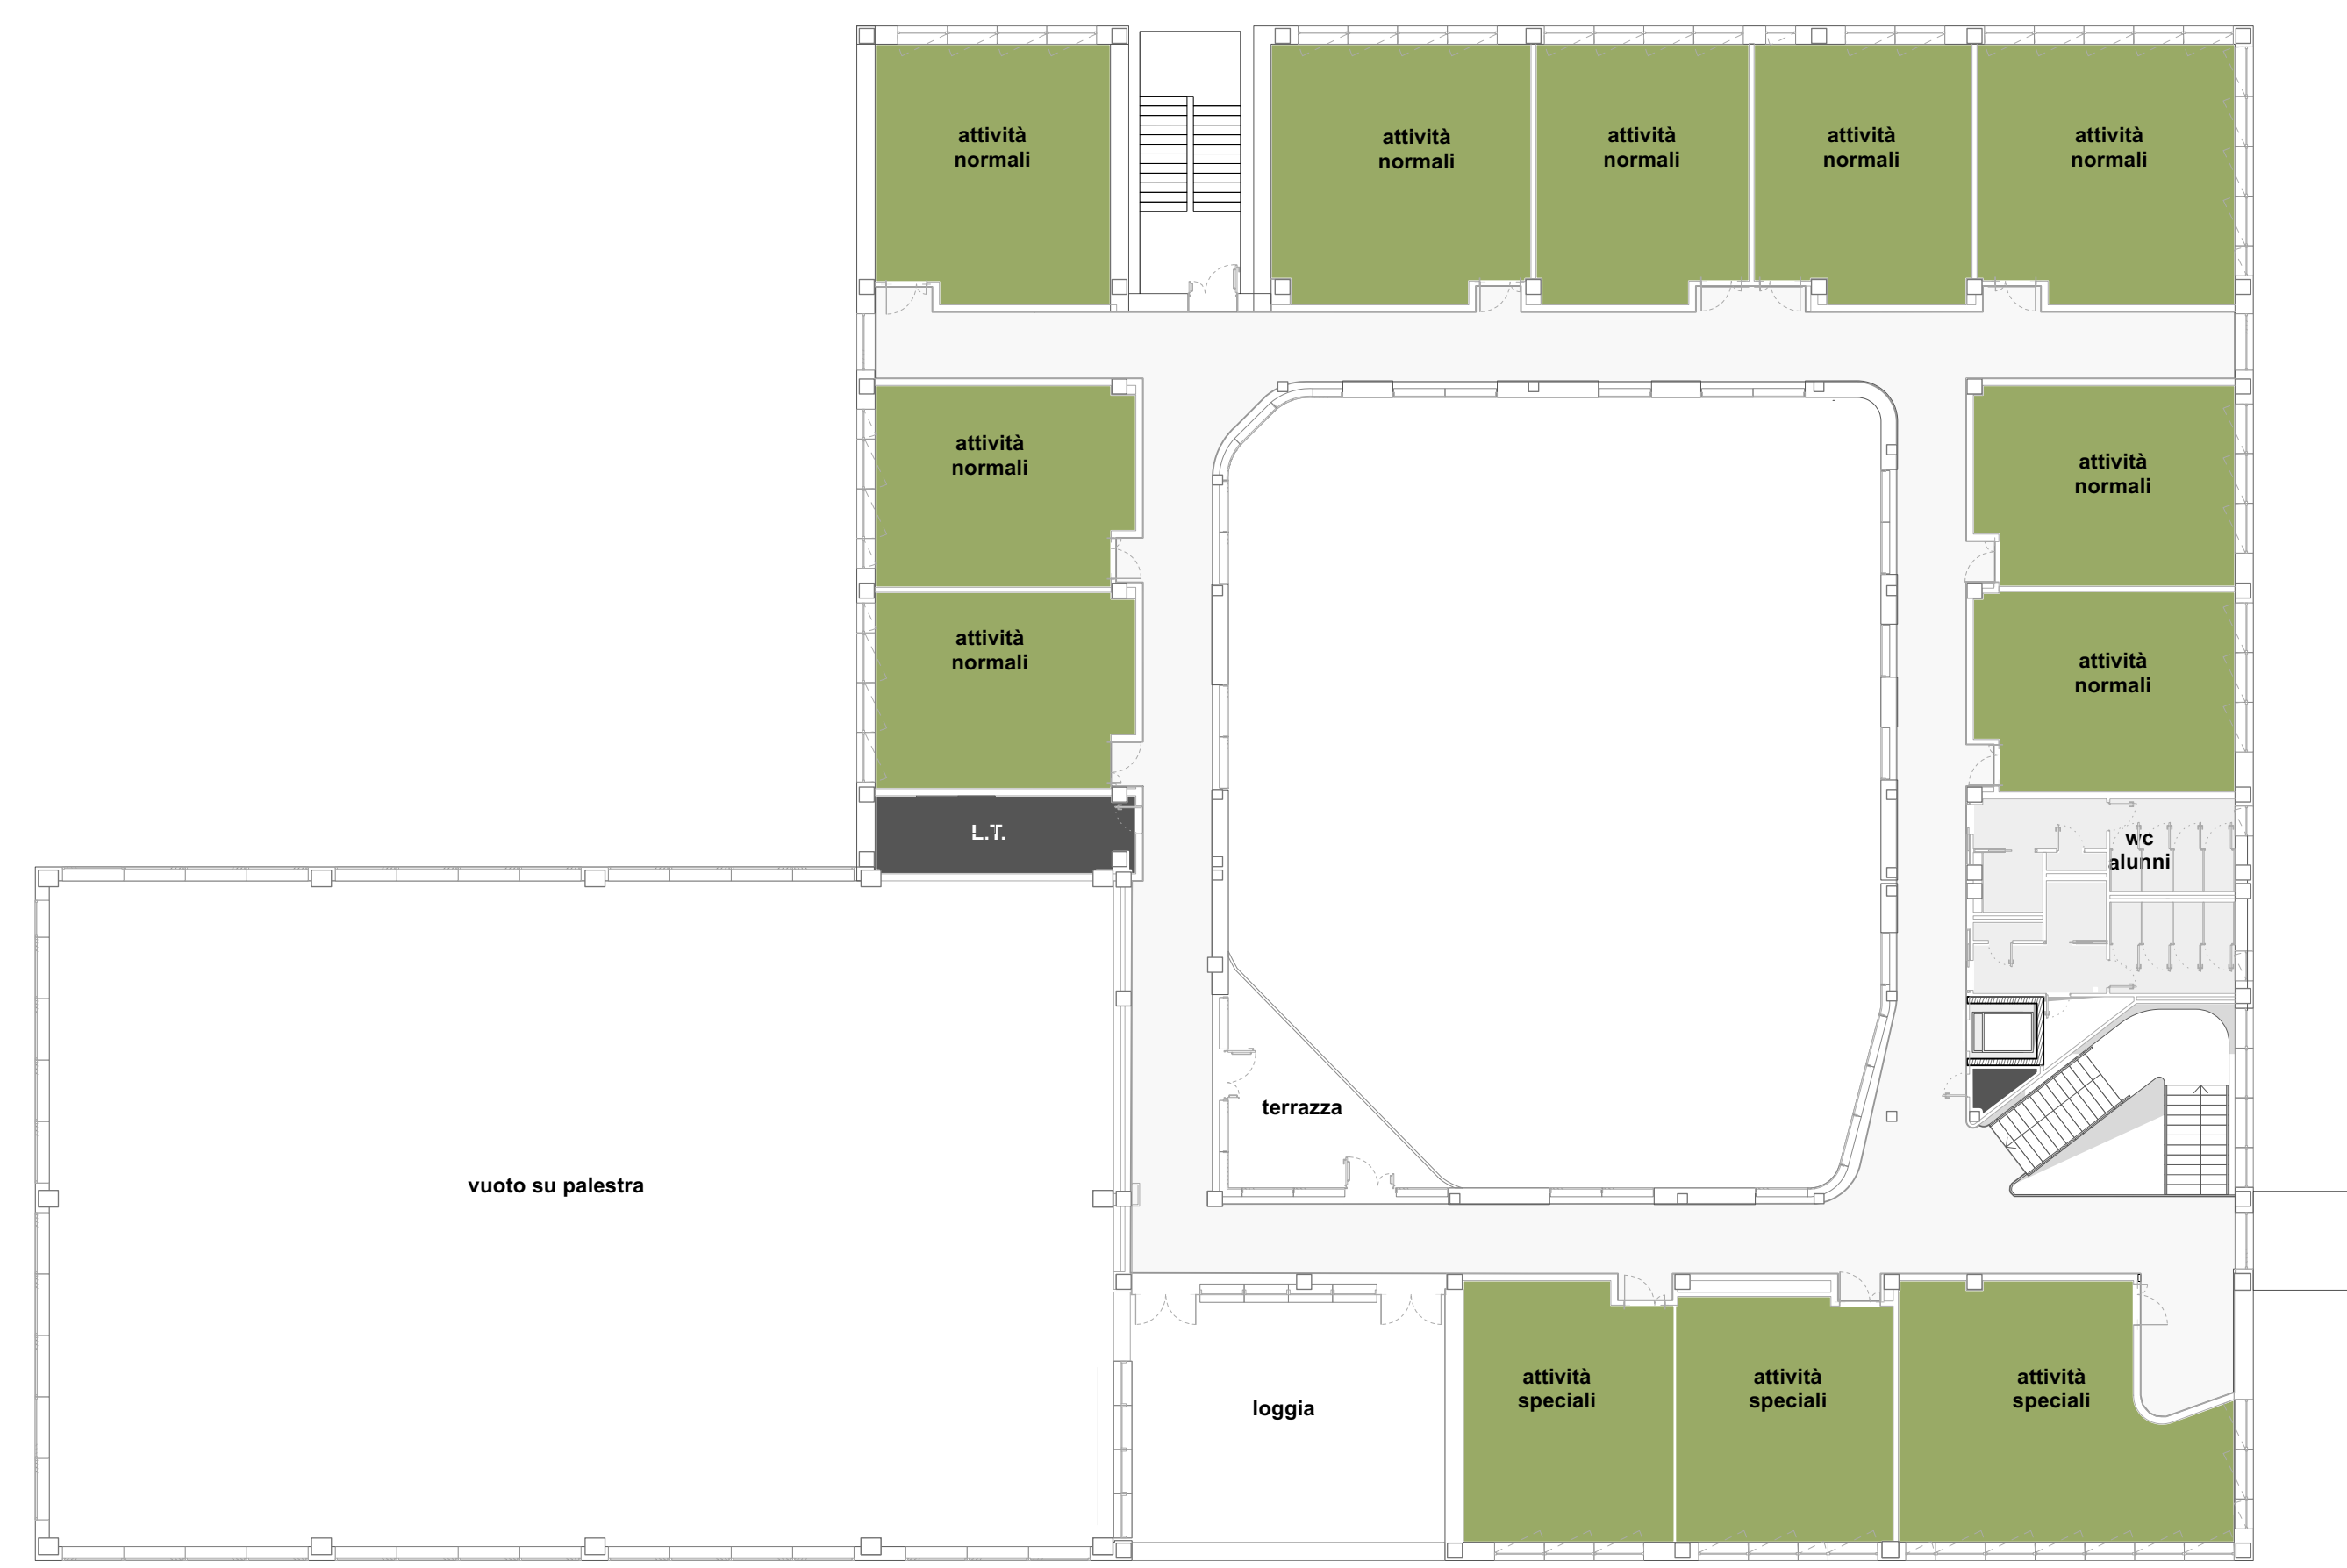 attività
normali
attività
normali
attività
normali
attività
normali
attività
normali
attività
normali
attività
normali
attività
normali
attività
normali
L.T.
wc
alunni
terrazza
vuoto su palestra
attività
speciali
attività
speciali
attività
speciali
loggia